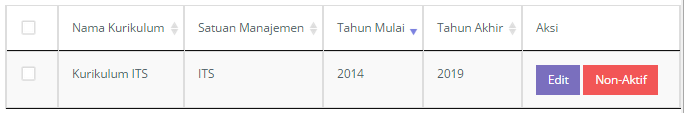 Nama Kurikulum Satuan Manajemen Tahun Mulai Tahun Akhir Aksi
Kurikulum ITS ITS 2014 2019 Edit Non-Aktif